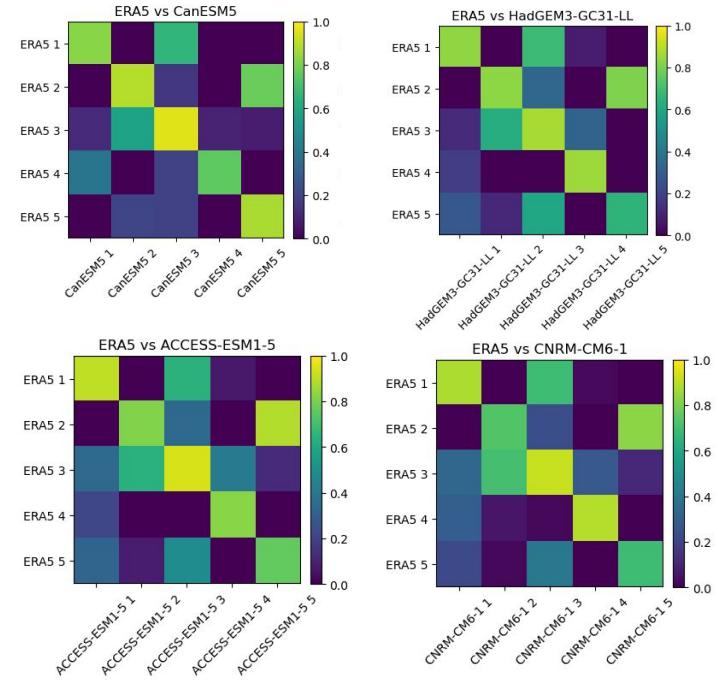 ERA5 vs CanESM5
ERA5 1
ERA5 2
ERA5 3
ERA5 4
ERA5 5
CanESM5 1
CanESM5 2
CanESM5 3
CanESM5 4
CanESM5 5
1.0
0.8
0.6
0.4
0.2
0.0
ERA5 vs HadGEM3-GC31-LL
ERA5 1
ERA5 2
ERA5 3
ERA5 4
ERA5 5
HadGEM3-GC31-LL 1
HadGEM3-GC31-LL 2
HadGEM3-GC31-LL 3
HadGEM3-GC31-LL 4
HadGEM3-GC31-LL 5
1.0
0.8
0.6
0.4
0.2
0.0
ERA5 vs ACCESS-ESM1-5
ERA5 1
ERA5 2
ERA5 3
ERA5 4
ERA5 5
ACCESS-ESM1-5 1
ACCESS-ESM1-5 2
ACCESS-ESM1-5 3
ACCESS-ESM1-5 4
ACCESS-ESM1-5 5
1.0
0.8
0.6
0.4
0.2
0.0
ERA5 vs CNRM-CM6-1
ERA5 1
ERA5 2
ERA5 3
ERA5 4
ERA5 5
CNRM-CM6-1 1
CNRM-CM6-1 2
CNRM-CM6-1 3
CNRM-CM6-1 4
CNRM-CM6-1 5
1.0
0.8
0.6
0.4
0.2
0.0